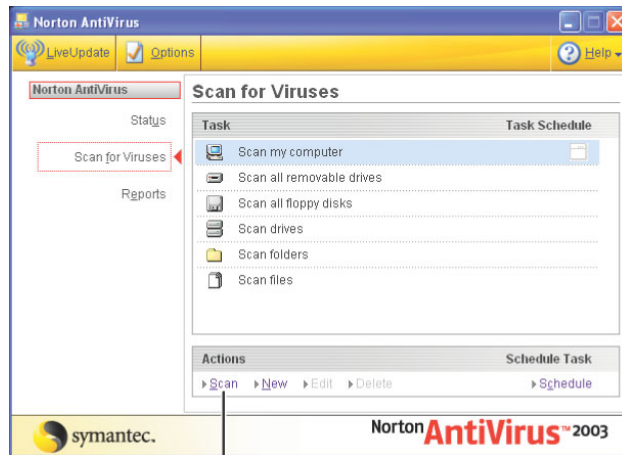 Norton AntiVirus
LiveUpdate Options Help
Norton AntiVirus
Status
Scan for Viruses
Reports
Scan for Viruses
Task Task Schedule
Scan my computer
Scan all removable drives
Scan all floppy disks
Scan drives
Scan folders
Scan files
Actions Schedule Task
Scan New Edit Delete Schedule
symantec.
Norton AntiVirus™ 2003